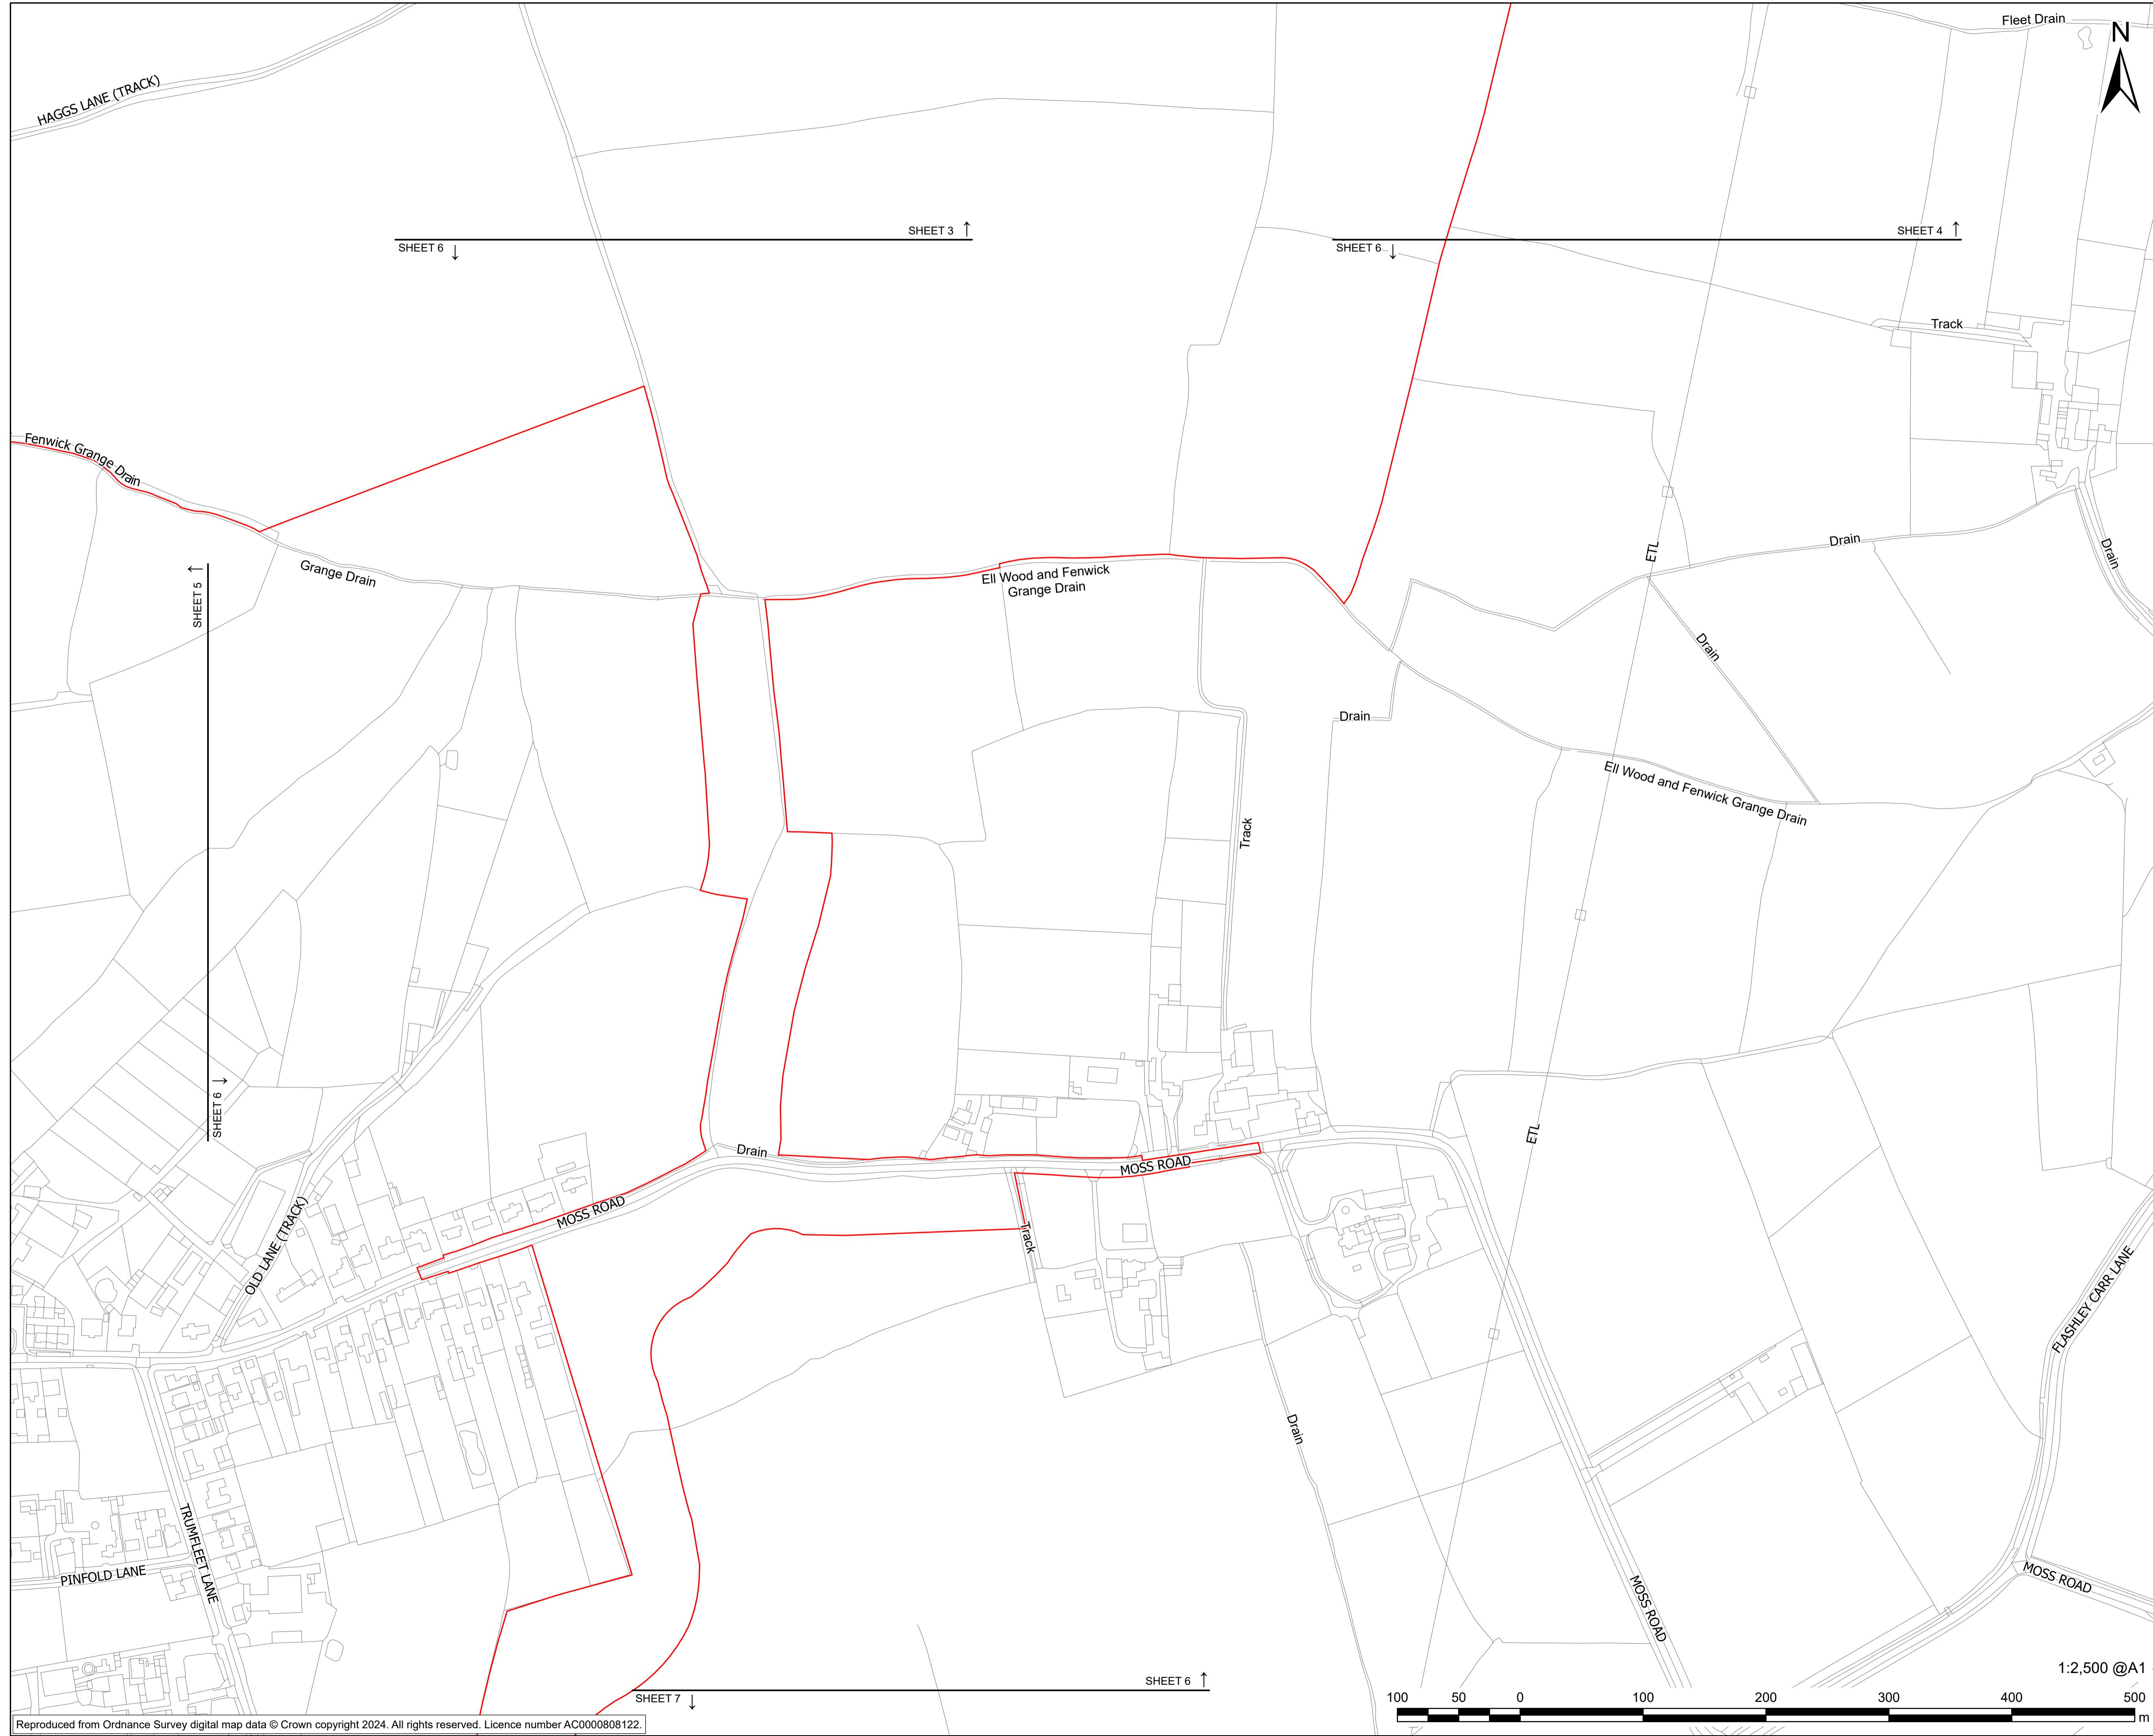 Fleet Drain
N
HAGGS LANE (TRACK)
SHEET 3 ↑
SHEET 6 ↓
SHEET 4 ↑
SHEET 6 ↓
Track
Fenwick Grange Drain
Grange Drain
SHEET 5 ↑
SHEET 6 ↓
Ell Wood and Fenwick
Grange Drain
ETL
Drain
Drain
Drain
Drain
Ell Wood and Fenwick Grange Drain
Track
Drain
MOSS ROAD
MOSS ROAD
ETL
OLD LANE (TRACK)
Track
FLASHLEY CARR LANE
Drain
TRUMFLEET LANE
PINFOLD LANE
MOSS ROAD
MOSS ROAD
1:2,500 @A1
SHEET 6 ↑
SHEET 7 ↓
100 50 0 100 200 300 400 500
m
Reproduced from Ordnance Survey digital map data © Crown copyright 2024. All rights reserved. Licence number AC0000808122.